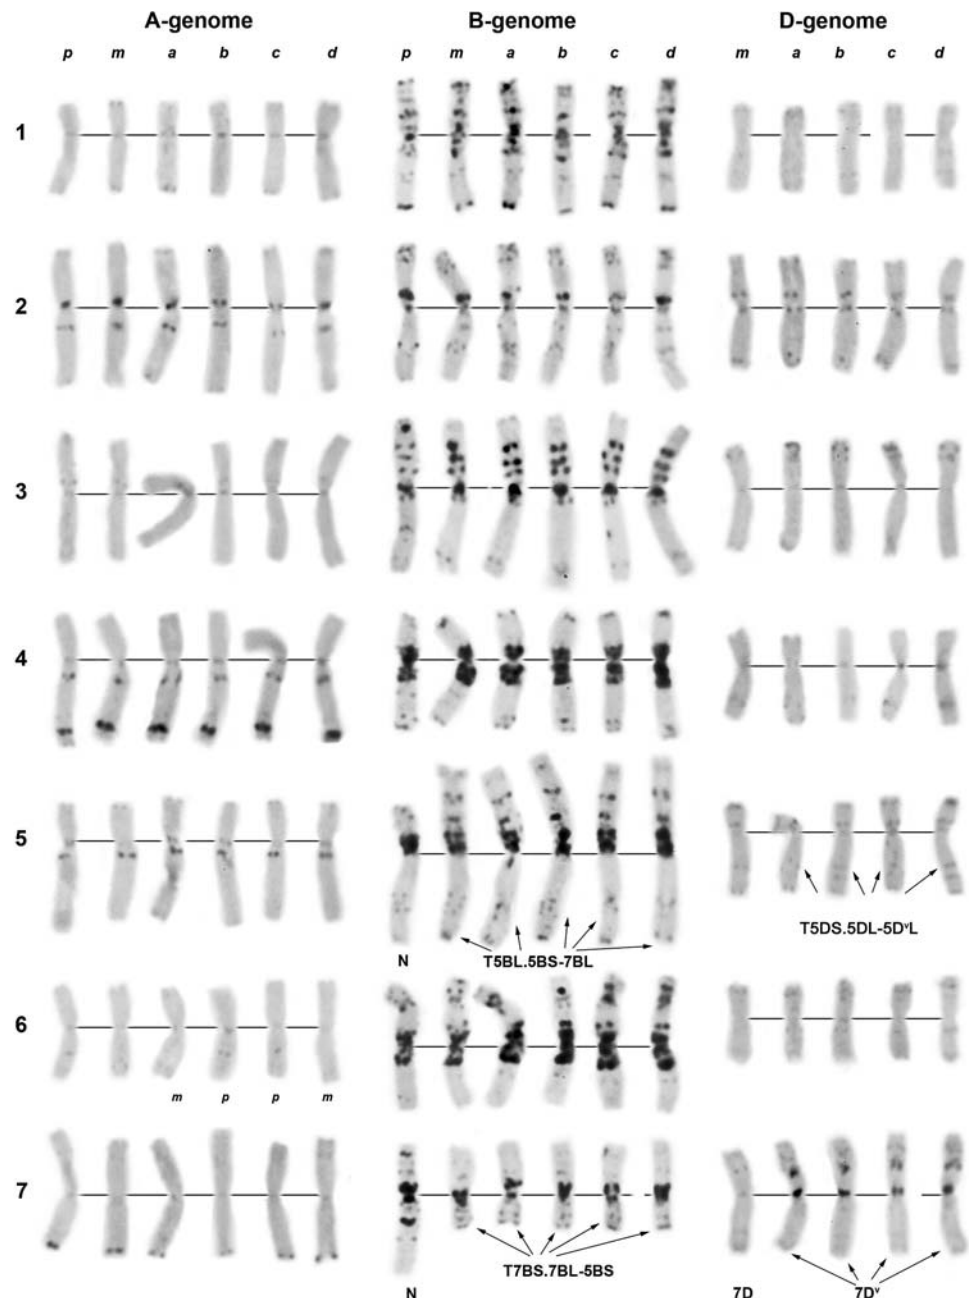 A-genome B-genome D-genome
p m a b c d p m a b c d m a b c d
1
2
3
4
5
T5DS.5DL-5DᵛL
N T5BL.5BS-7BL
6
m p p m
7
T7BS.7BL-5BS
N 7D 7Dᵛ